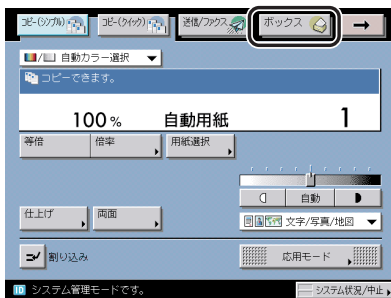 コピー(シンプル) コピー(クイック) 送信/ファクス ボックス
自動カラー選択
コピーできます。
100% 自動用紙 1
等倍 倍率 用紙選択
自動
仕上げ 両面 文字/写真/地図
割り込み 応用モード
ID システム管理モードです。 システム状況/中止